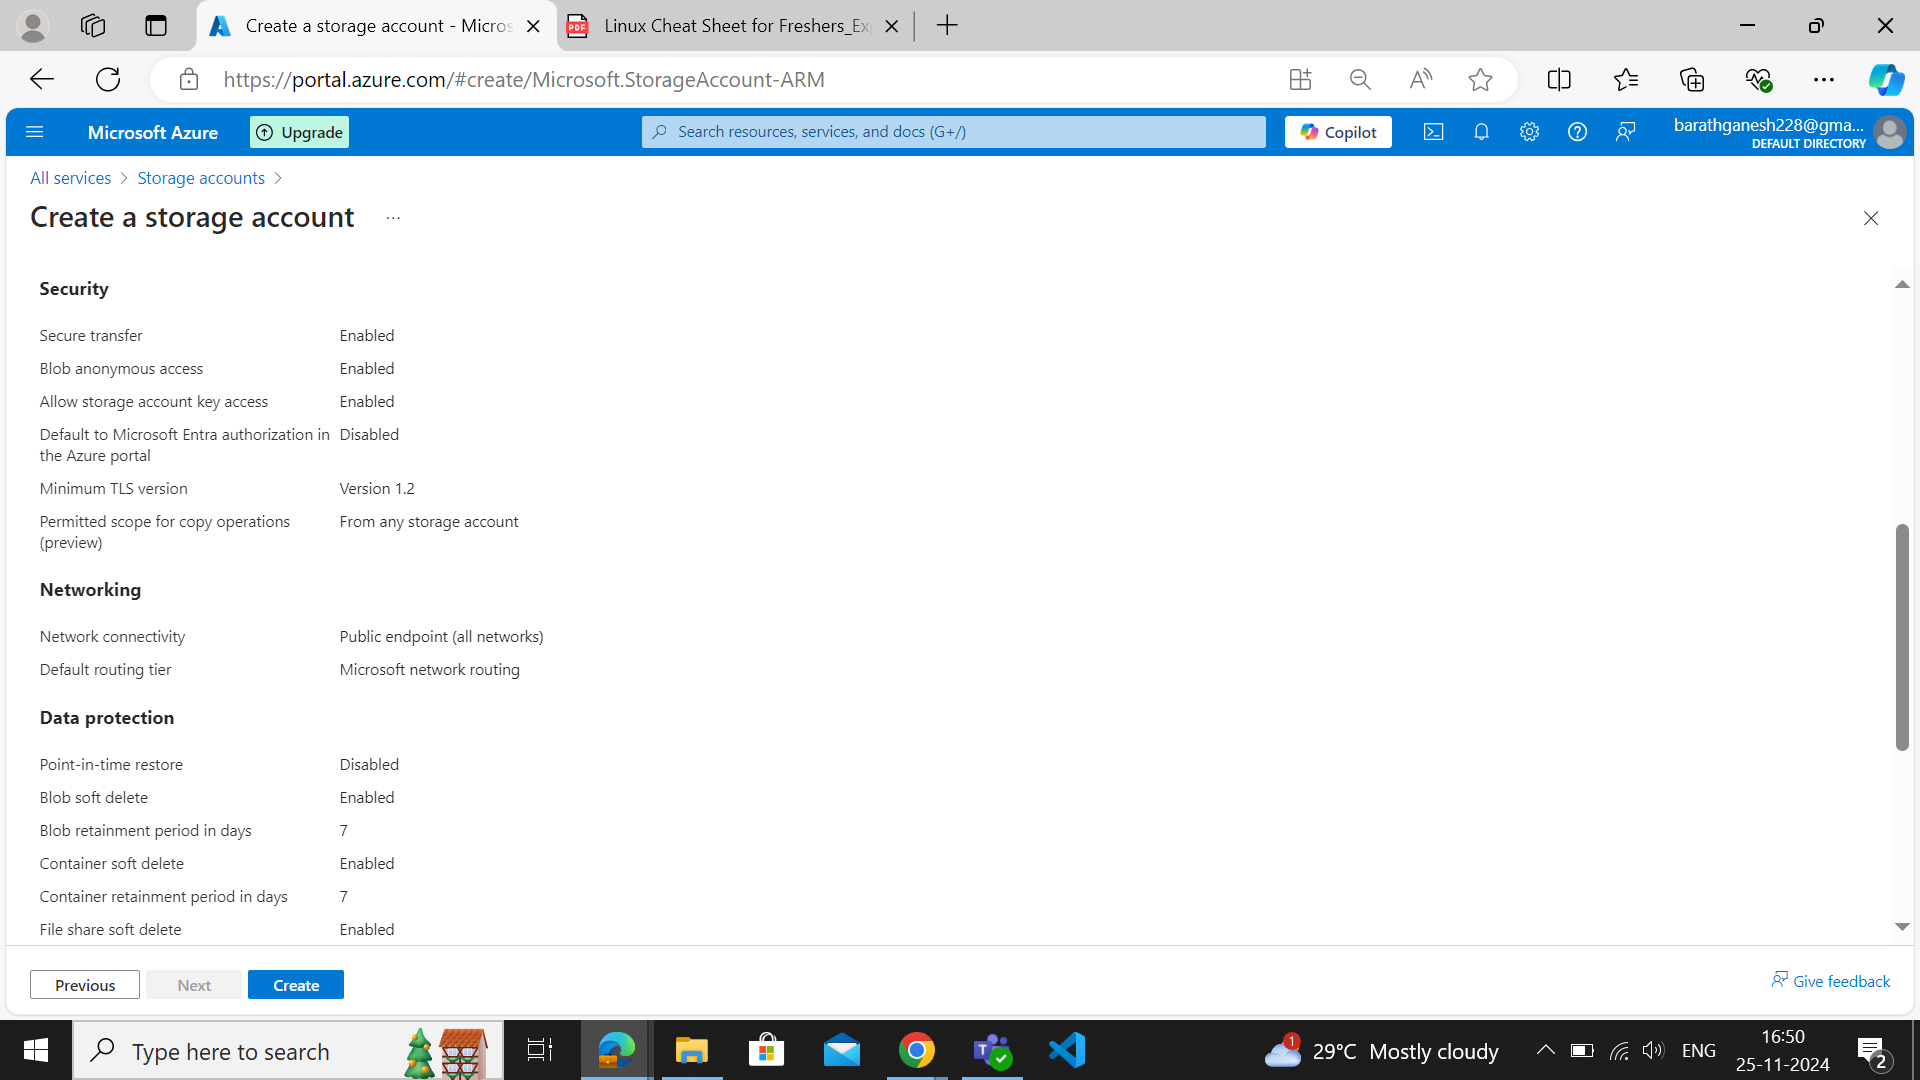 Create a storage account - Micros
Linux Cheat Sheet for Freshers_Ex
https://portal.azure.com/#create/Microsoft.StorageAccount-ARM
Microsoft Azure
Upgrade
Search resources, services, and docs (G+/)
Copilot
barathganesh228@gma...
DEFAULT DIRECTORY
All services > Storage accounts >
Create a storage account ...
Security
Secure transfer Enabled
Blob anonymous access Enabled
Allow storage account key access Enabled
Default to Microsoft Entra authorization in Disabled
the Azure portal
Minimum TLS version Version 1.2
Permitted scope for copy operations From any storage account
(preview)
Networking
Network connectivity Public endpoint (all networks)
Default routing tier Microsoft network routing
Data protection
Point-in-time restore Disabled
Blob soft delete Enabled
Blob retainment period in days 7
Container soft delete Enabled
Container retainment period in days 7
File share soft delete Enabled
Previous Next Create
Give feedback
Type here to search
1
29°C Mostly cloudy
ENG
16:50
25-11-2024
2